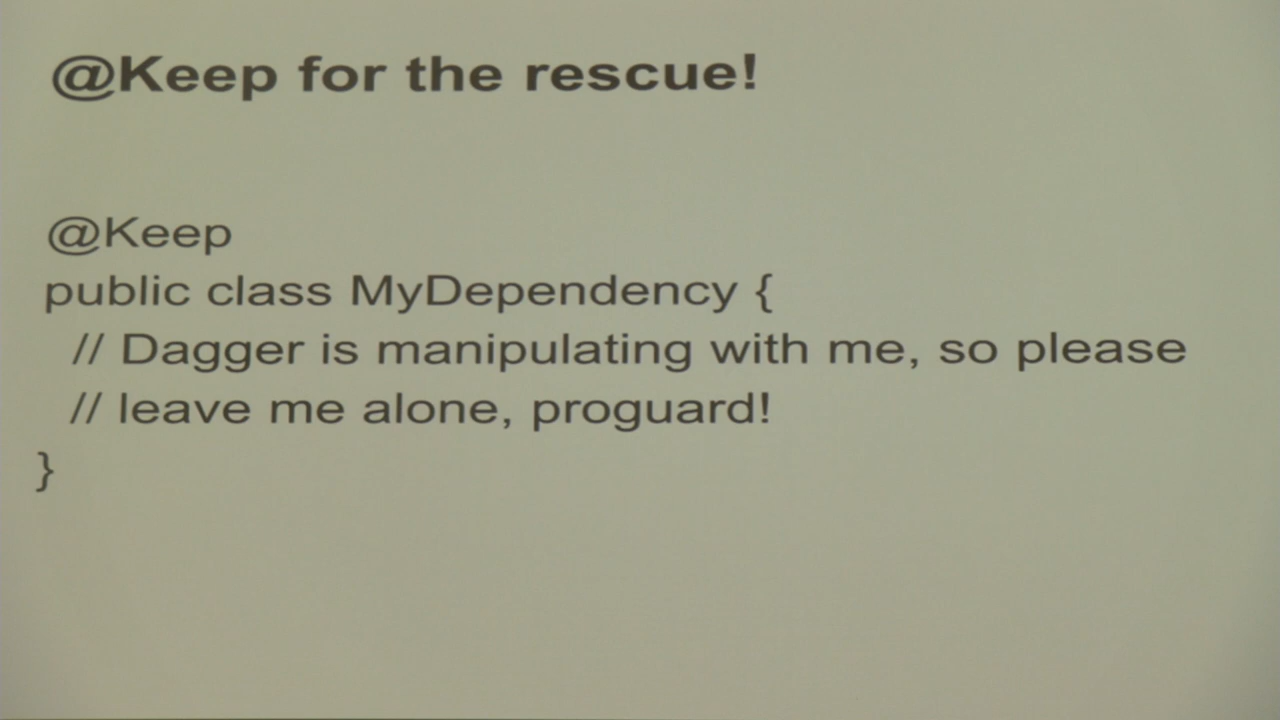 @Keep for the rescue!
@Keep
public class MyDependency {
// Dagger is manipulating with me, so please
// leave me alone, proguard!
}